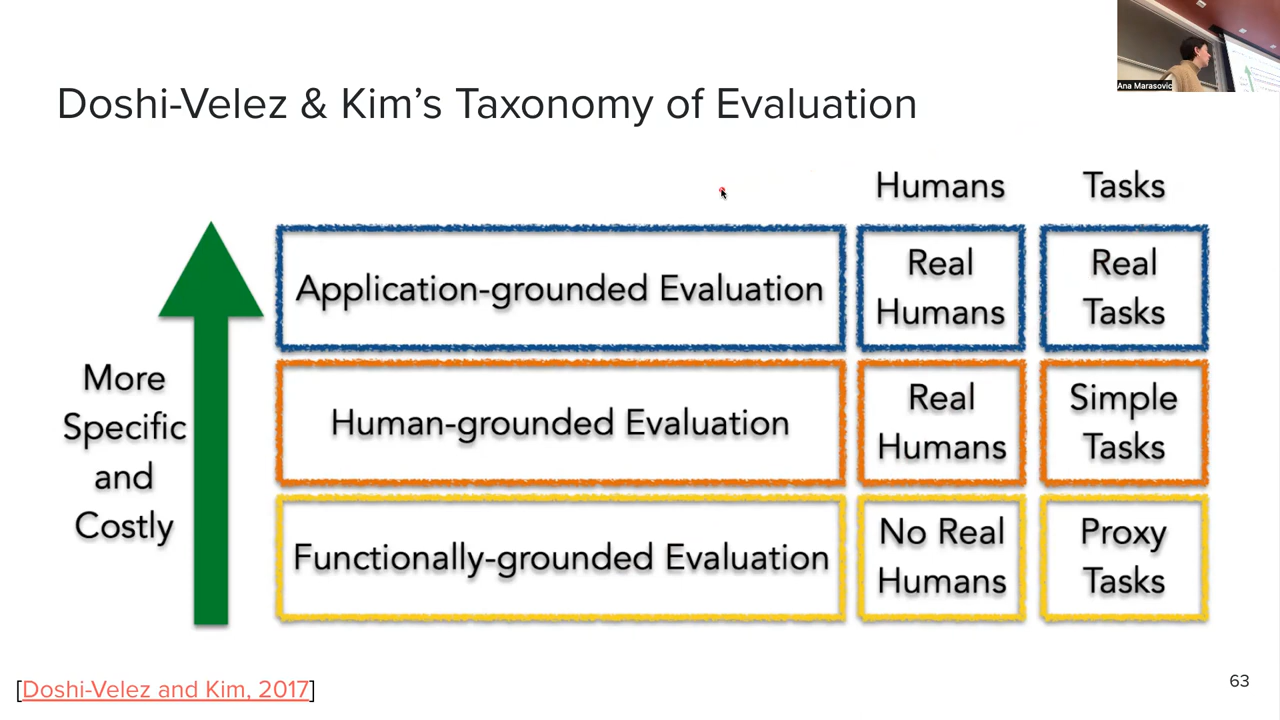 Ana Marasovic
Doshi-Velez & Kim’s Taxonomy of Evaluation
Humans
Tasks
Application-grounded Evaluation
Real
Humans
Real
Tasks
More
Specific
and
Costly
Human-grounded Evaluation
Real
Humans
Simple
Tasks
Functionally-grounded Evaluation
No Real
Humans
Proxy
Tasks
[Doshi-Velez and Kim, 2017]
63